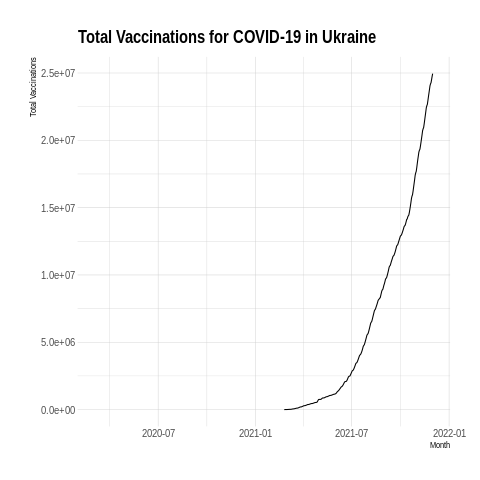 Total Vaccinations for COVID-19 in Ukraine
Total Vaccinations
2.5e+07
2.0e+07
1.5e+07
1.0e+07
5.0e+06
0.0e+00
2020-07 2021-01 2021-07 2022-01
Month